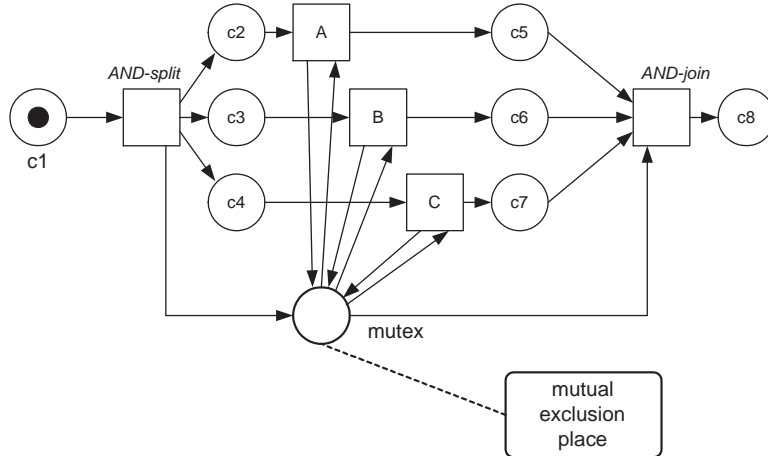 c2
A
c5
AND-split
AND-join
c1
c3
B
c6
c8
c4
C
c7
mutex
mutual
exclusion
place